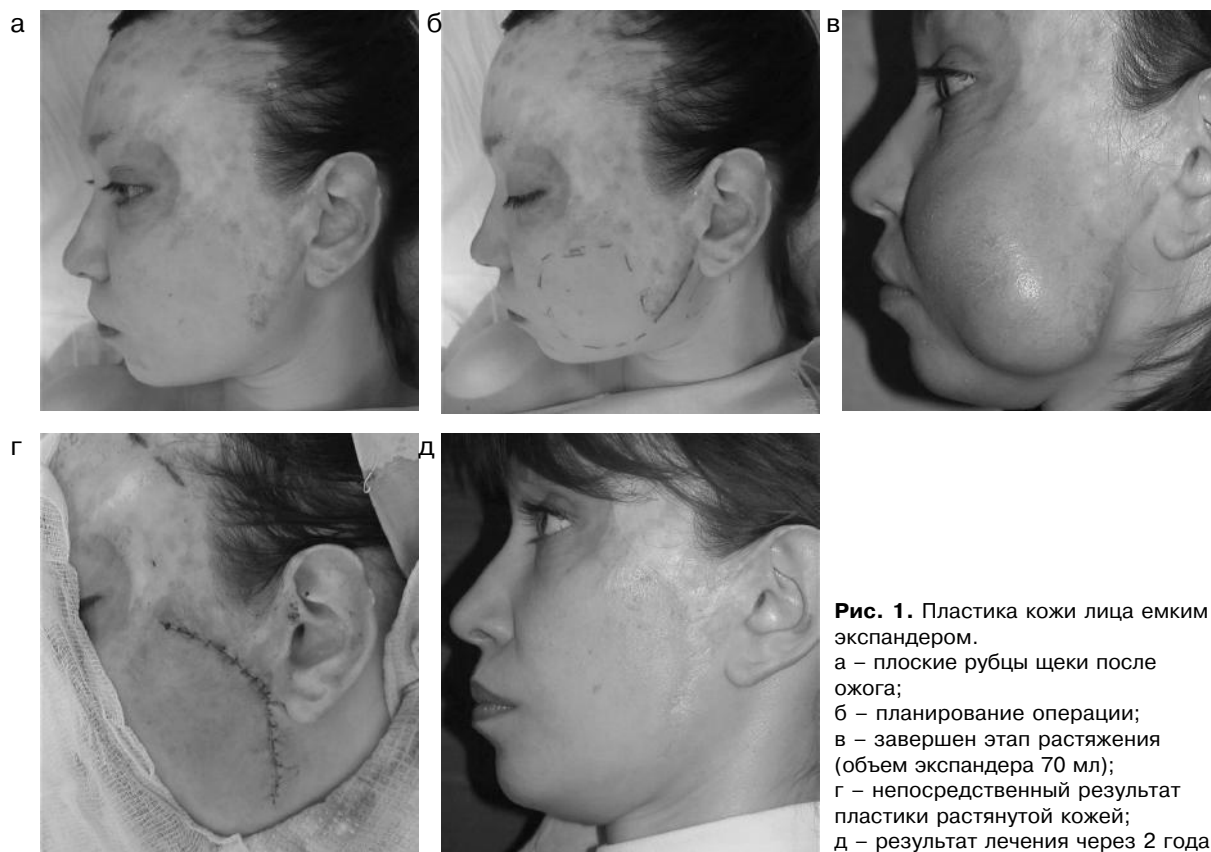 а
б
в
г
д
Рис. 1. Пластика кожи лица емким
экспандером.
а – плоские рубцы щеки после
ожога;
б – планирование операции;
в – завершен этап растяжения
(объем экспандера 70 мл);
г – непосредственный результат
пластики растянутой кожей;
д – результат лечения через 2 года